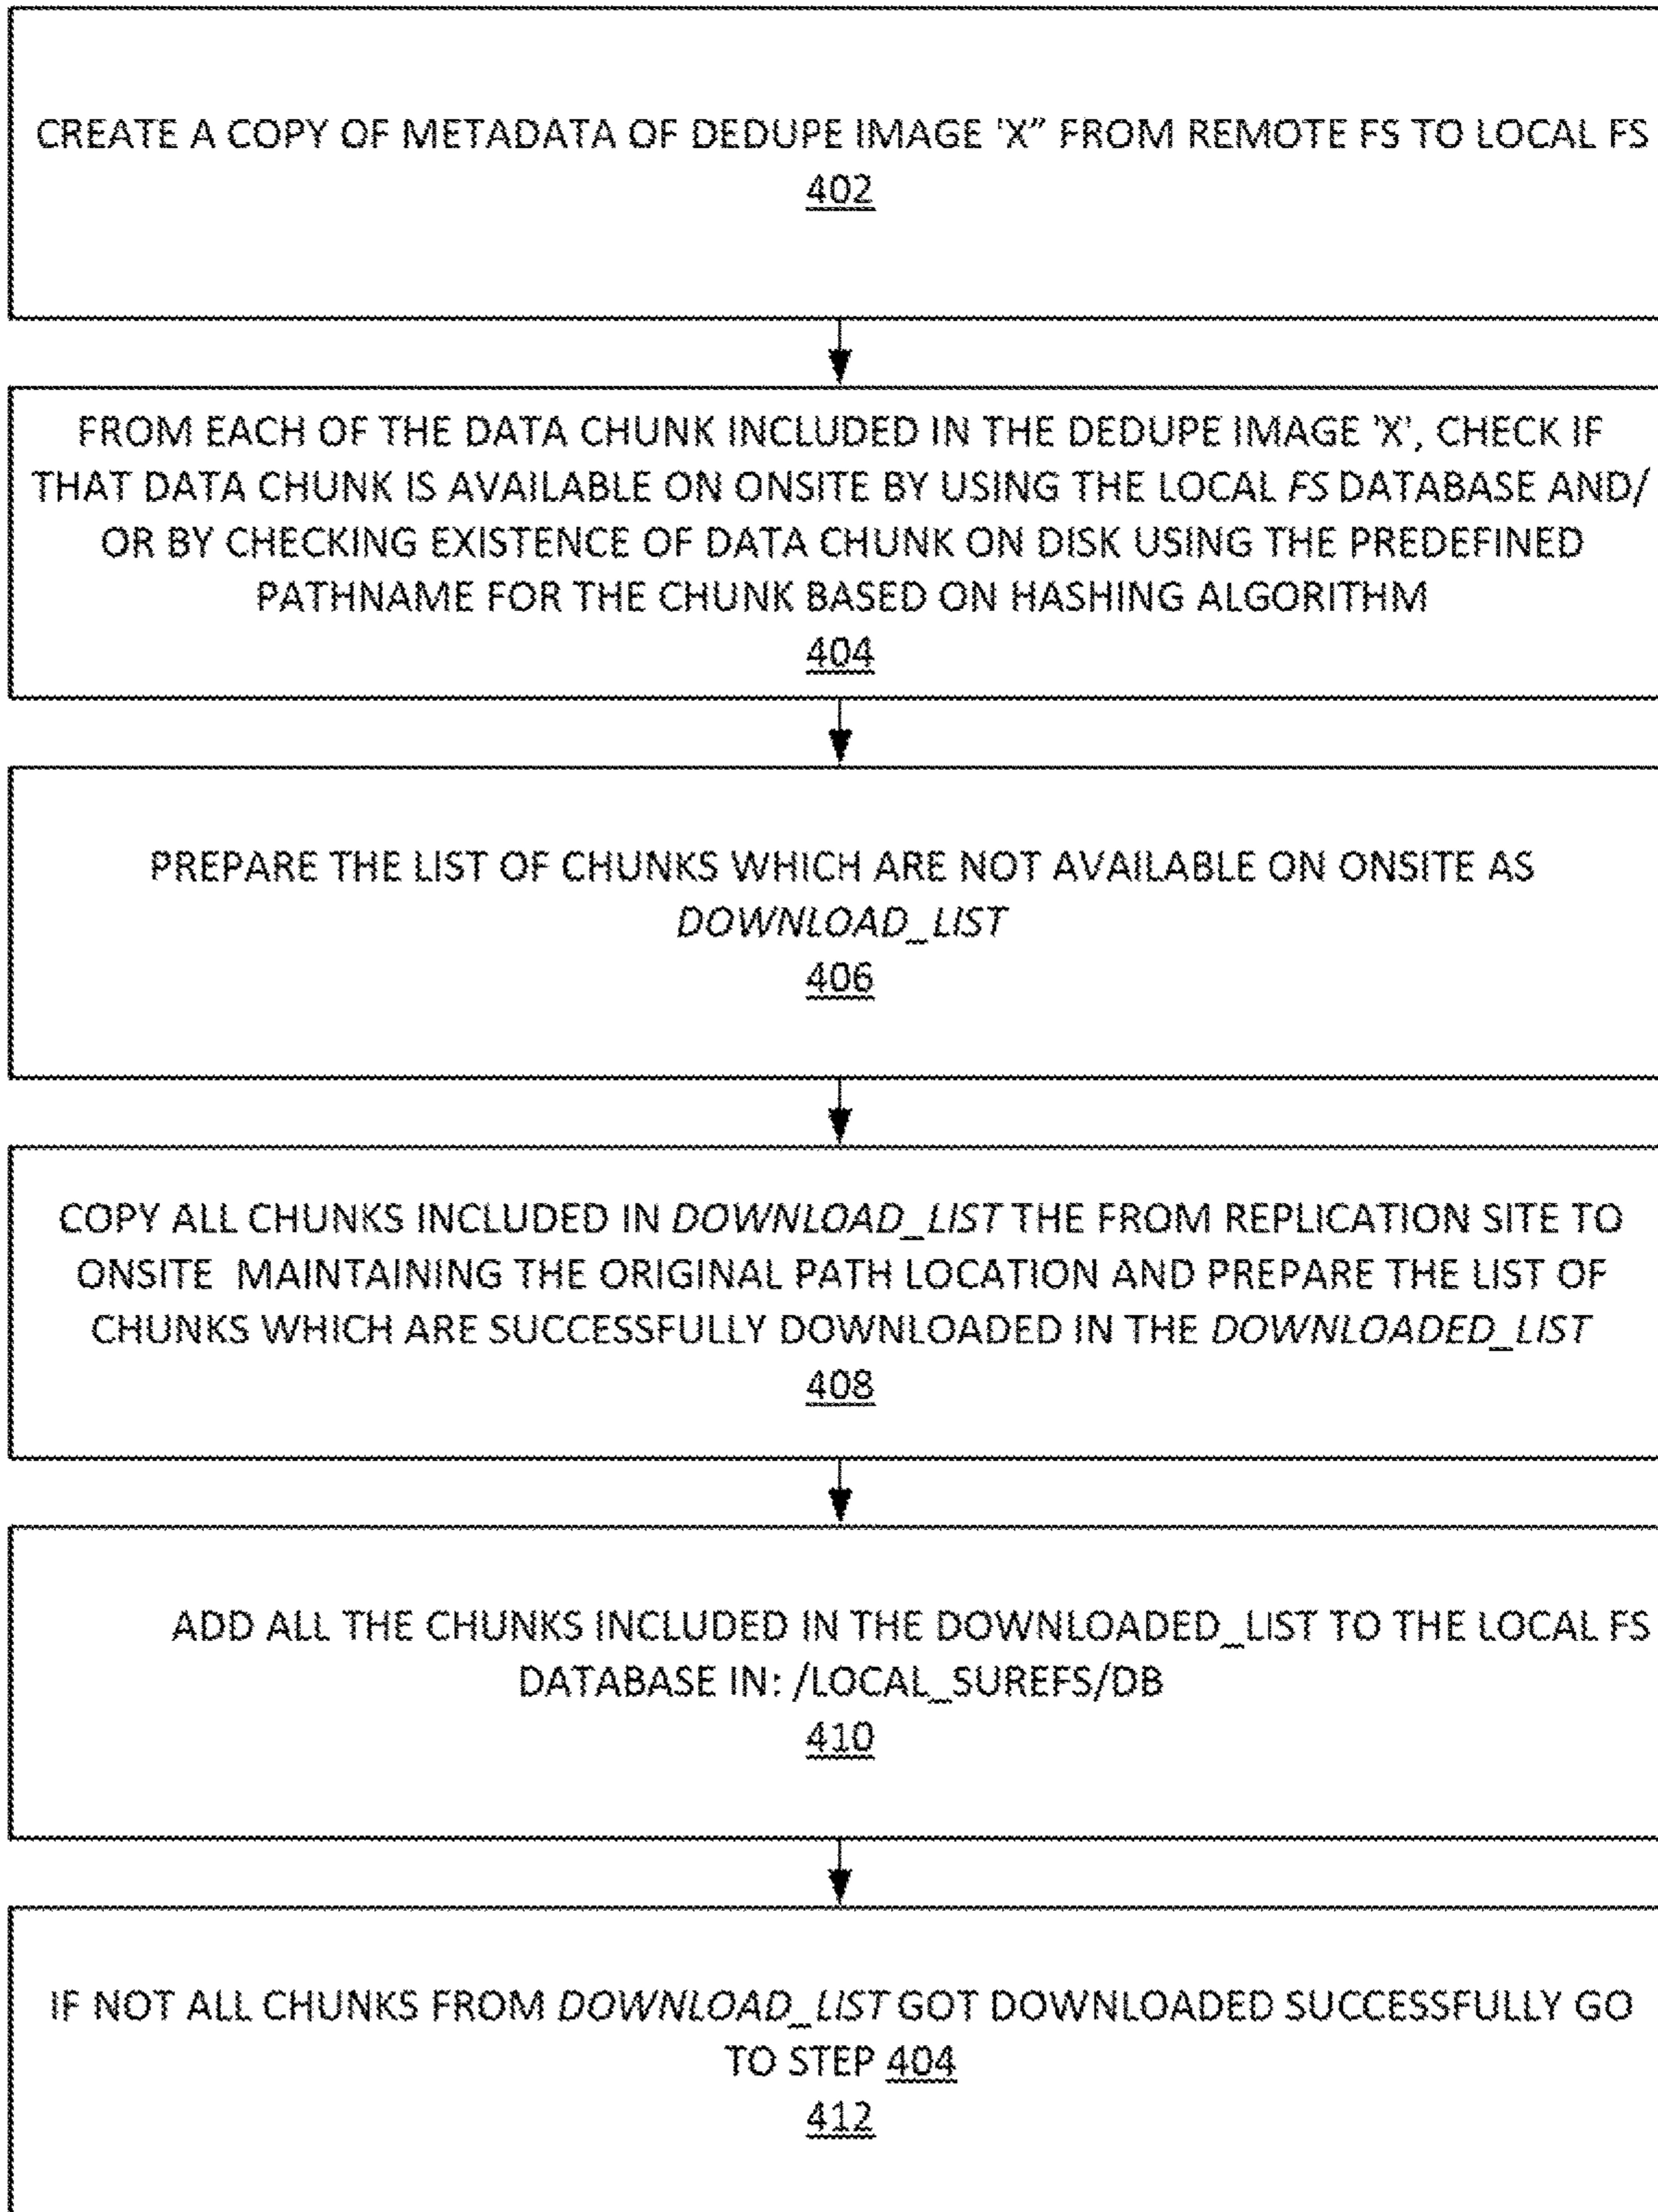 CREATE A COPY OF METADATA OF DEDUPE IMAGE 'X" FROM REMOTE FS TO LOCAL FS
402
FROM EACH OF THE DATA CHUNK INCLUDED IN THE DEDUPE IMAGE 'X', CHECK IF
THAT DATA CHUNK IS AVAILABLE ON ONSITE BY USING THE LOCAL FS DATABASE AND/
OR BY CHECKING EXISTENCE OF DATA CHUNK ON DISK USING THE PREDEFINED
PATHNAME FOR THE CHUNK BASED ON HASHING ALGORITHM
404
PREPARE THE LIST OF CHUNKS WHICH ARE NOT AVAILABLE ON ONSITE AS
DOWNLOAD_LIST
406
COPY ALL CHUNKS INCLUDED IN DOWNLOAD_LIST THE FROM REPLICATION SITE TO
ONSITE MAINTAINING THE ORIGINAL PATH LOCATION AND PREPARE THE LIST OF
CHUNKS WHICH ARE SUCCESSFULLY DOWNLOADED IN THE DOWNLOADED_LIST
408
ADD ALL THE CHUNKS INCLUDED IN THE DOWNLOADED_LIST TO THE LOCAL FS
DATABASE IN: /LOCAL_SUREFS/DB
410
IF NOT ALL CHUNKS FROM DOWNLOAD_LIST GOT DOWNLOADED SUCCESSFULLY GO
TO STEP 404
412